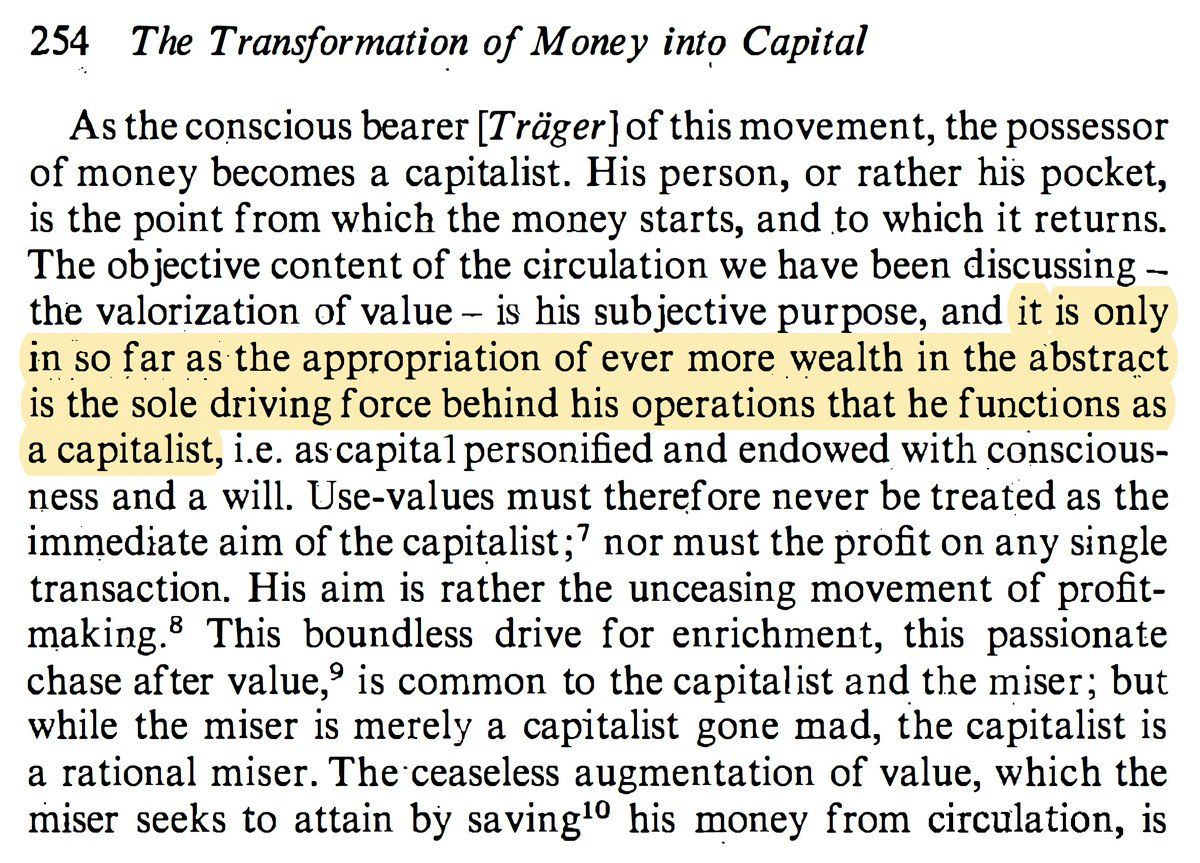 254 The Transformation of Money into Capital
As the conscious bearer [Träger] of this movement, the possessor
of money becomes a capitalist. His person, or rather his pocket,
is the point from which the money starts, and to which it returns.
The objective content of the circulation we have been discussing –
the valorization of value – is his subjective purpose, and it is only
in so far as the appropriation of ever more wealth in the abstract
is the sole driving force behind his operations that he functions as
a capitalist, i.e. as capital personified and endowed with conscious-
ness and a will. Use-values must therefore never be treated as the
immediate aim of the capitalist;⁷ nor must the profit on any single
transaction. His aim is rather the unceasing movement of profit-
making.⁸ This boundless drive for enrichment, this passionate
chase after value,⁹ is common to the capitalist and the miser; but
while the miser is merely a capitalist gone mad, the capitalist is
a rational miser. The ceaseless augmentation of value, which the
miser seeks to attain by saving¹⁰ his money from circulation, is